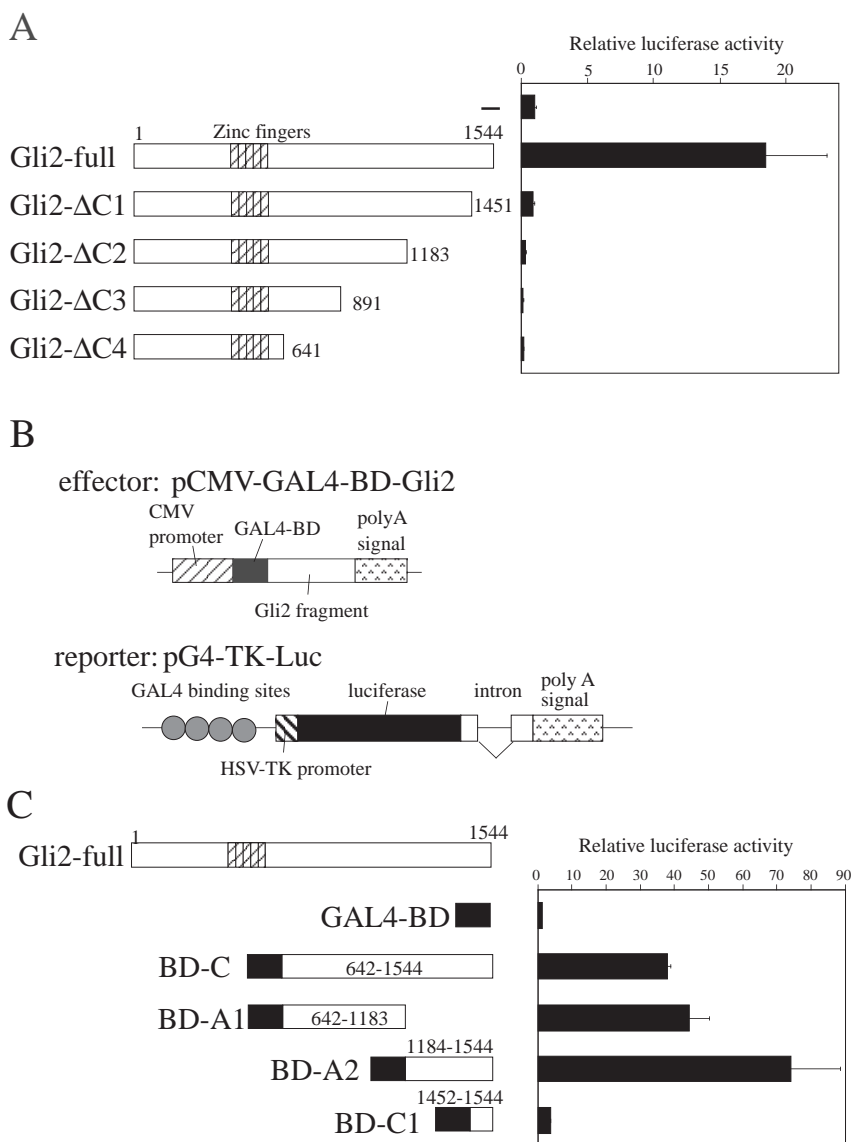 A
Relative luciferase activity
0 5 10 15 20
–
1 Zinc fingers 1544
Gli2-full
Gli2-ΔC1 1451
Gli2-ΔC2 1183
Gli2-ΔC3 891
Gli2-ΔC4 641
B
effector: pCMV-GAL4-BD-Gli2
CMV promoter
GAL4-BD
polyA signal
Gli2 fragment
reporter: pG4-TK-Luc
GAL4 binding sites
luciferase
intron
poly A signal
HSV-TK promoter
C
1 1544
Gli2-full
Relative luciferase activity
0 10 20 30 40 50 60 70 80 90
GAL4-BD
BD-C 642-1544
BD-A1 642-1183
BD-A2 1184-1544
BD-C1 1452-1544